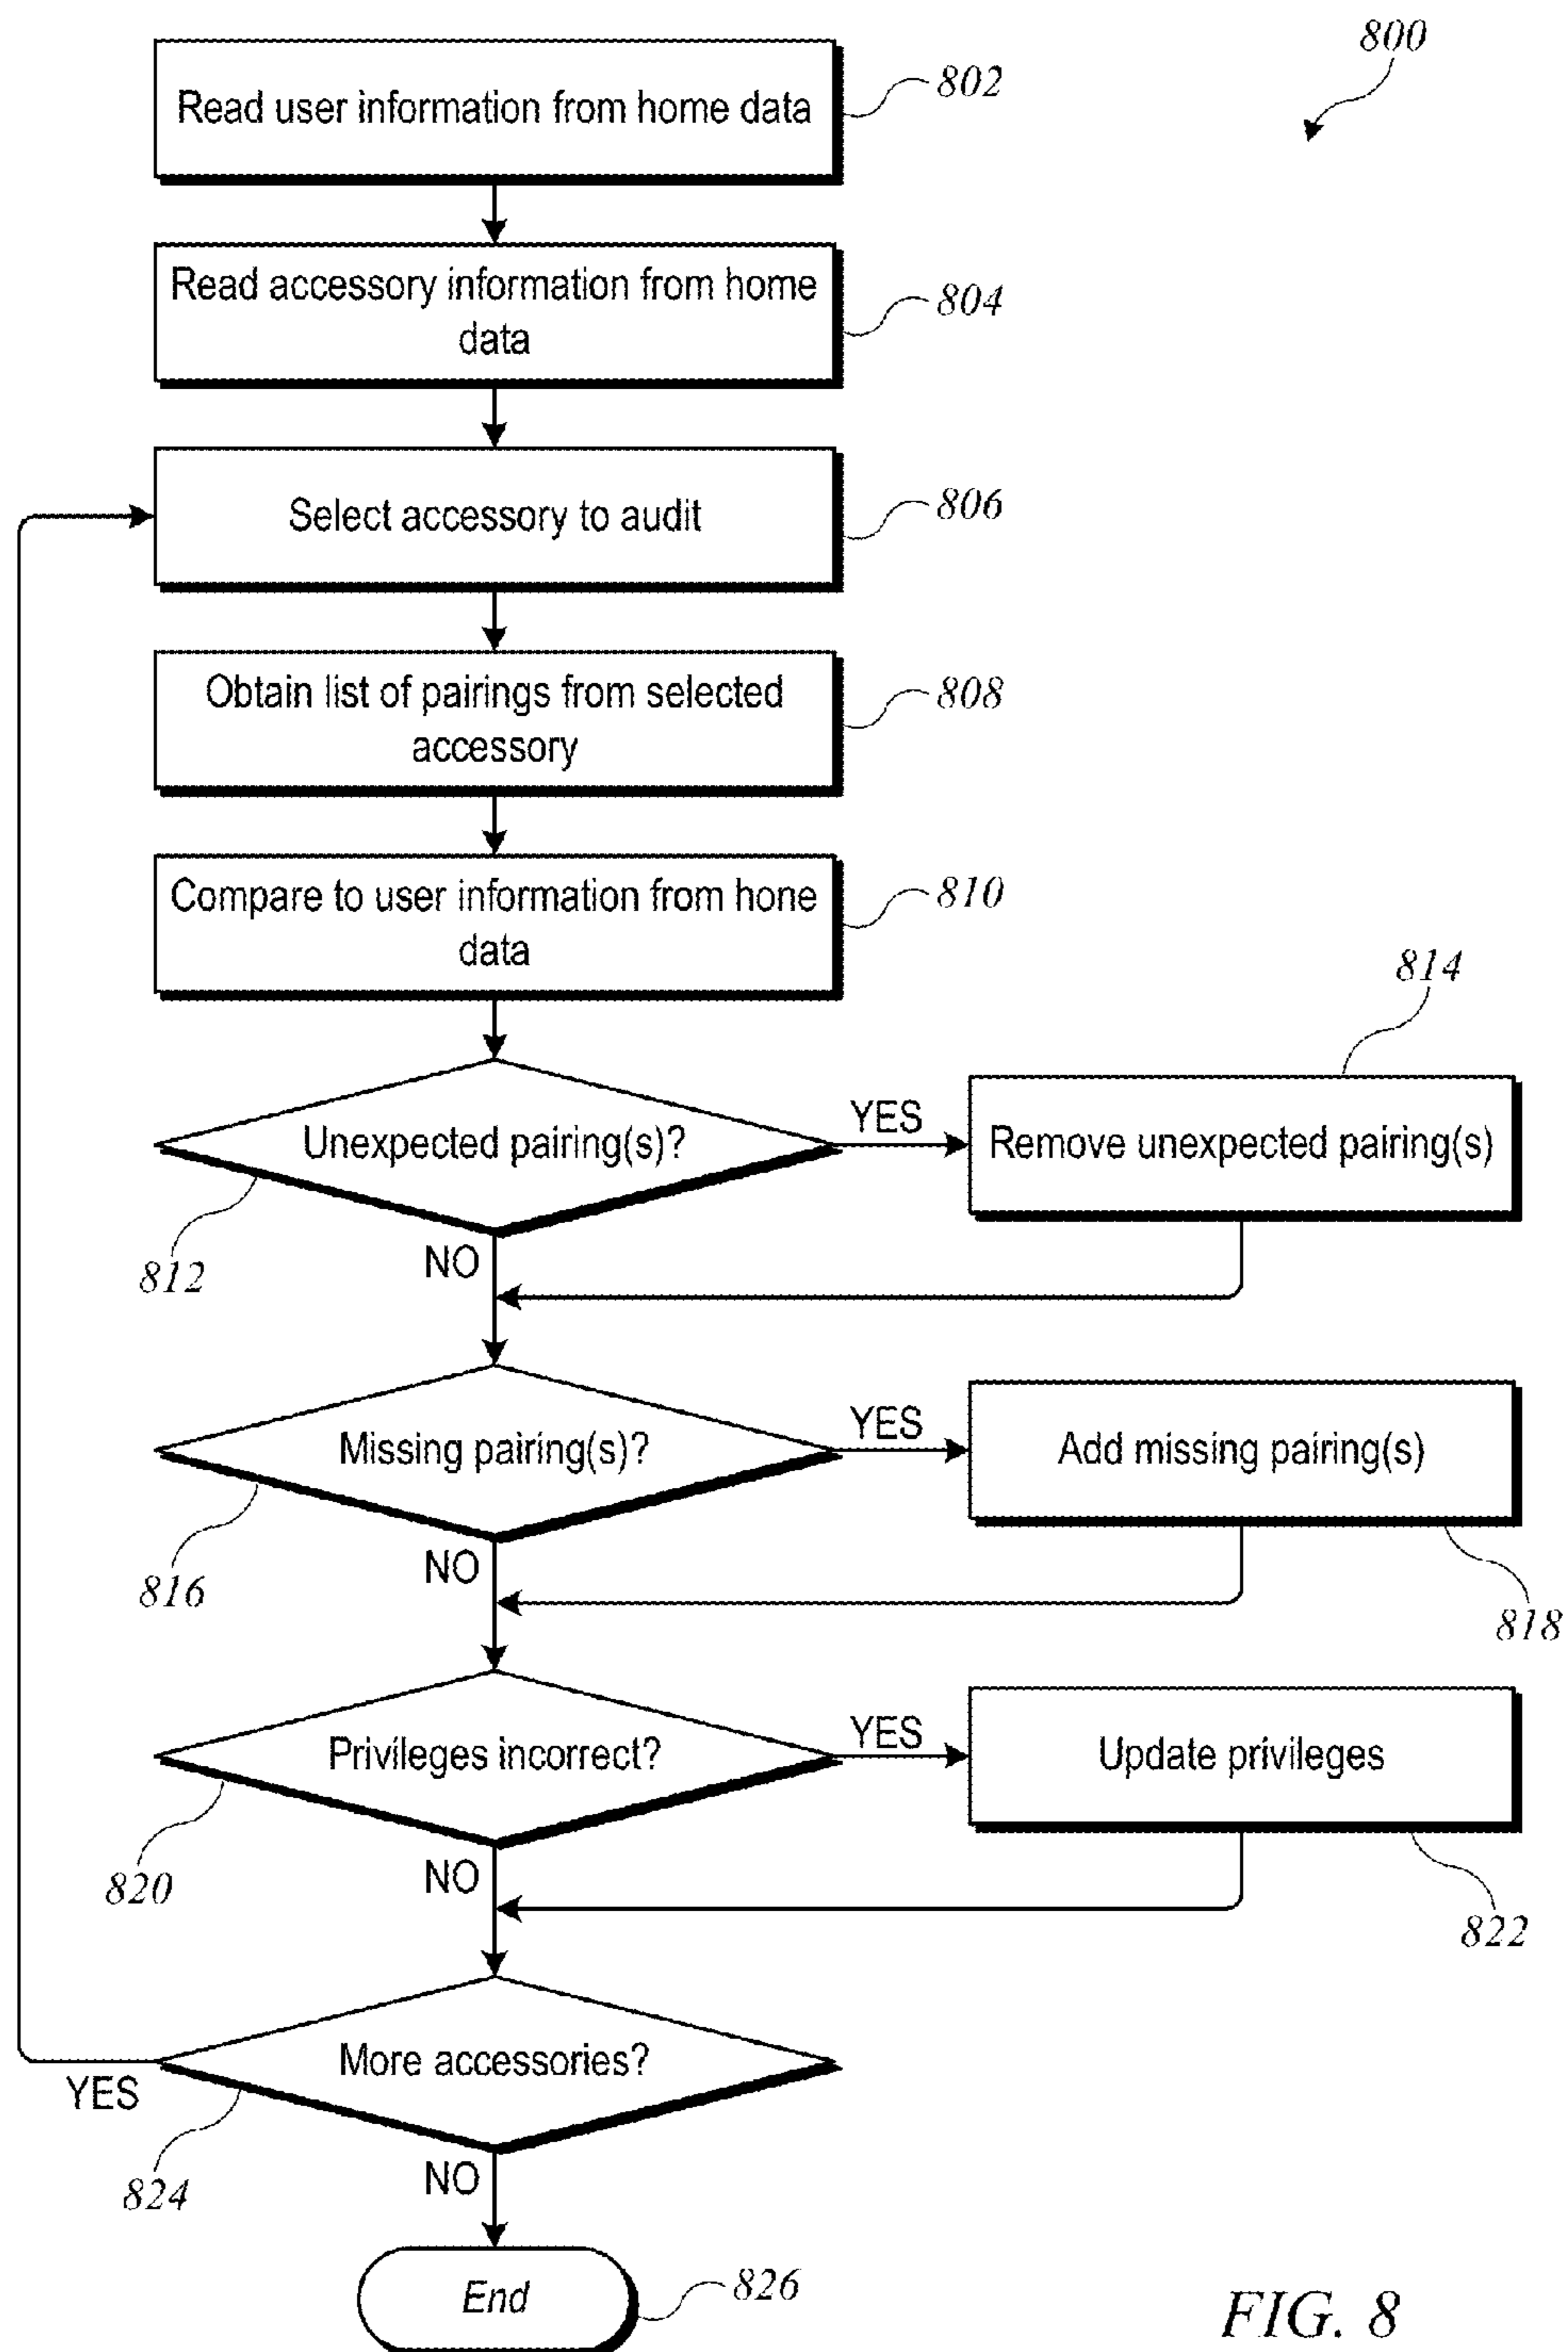 800
Read user information from home data
802
Read accessory information from home
data
804
Select accessory to audit
806
Obtain list of pairings from selected
accessory
808
Compare to user information from hone
data
810
Unexpected pairing(s)?
812
YES
Remove unexpected pairing(s)
814
NO
Missing pairing(s)?
816
YES
Add missing pairing(s)
818
NO
Privileges incorrect?
820
YES
Update privileges
822
NO
More accessories?
824
YES
NO
End
826
FIG. 8